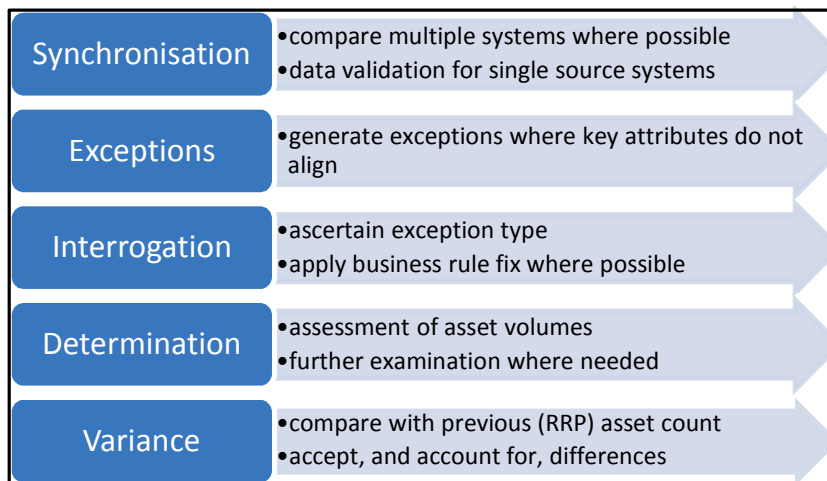 Synchronisation
•compare multiple systems where possible
•data validation for single source systems
Exceptions
•generate exceptions where key attributes do not
align
Interrogation
•ascertain exception type
•apply business rule fix where possible
Determination
•assessment of asset volumes
•further examination where needed
Variance
•compare with previous (RRP) asset count
•accept, and account for, differences